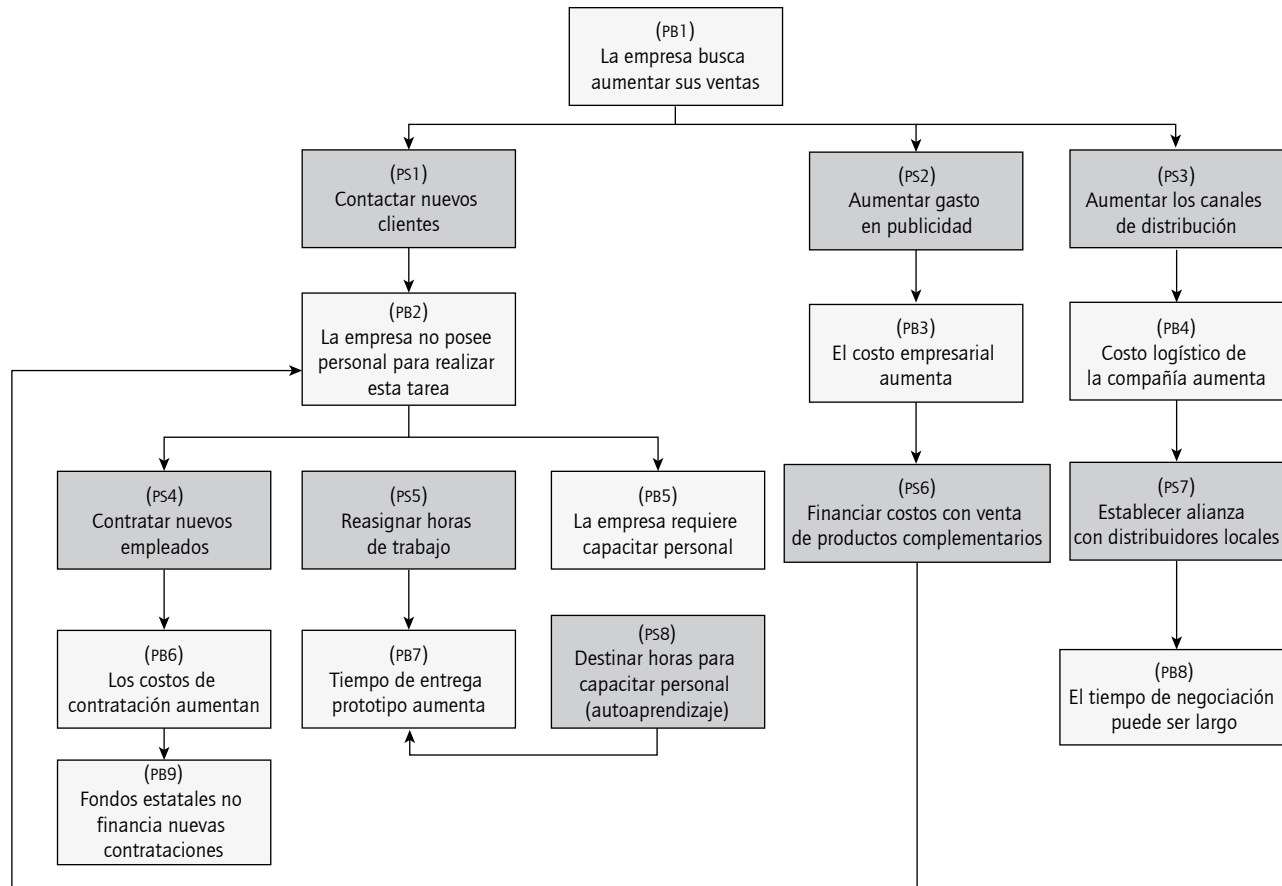 (PB1)
La empresa busca
aumentar sus ventas
(PS1)
Contactar nuevos
clientes
(PS2)
Aumentar gasto
en publicidad
(PS3)
Aumentar los canales
de distribución
(PB2)
La empresa no posee
personal para realizar
esta tarea
(PB3)
El costo empresarial
aumenta
(PB4)
Costo logístico de
la compañía aumenta
(PS4)
Contratar nuevos
empleados
(PS5)
Reasignar horas
de trabajo
(PB5)
La empresa requiere
capacitar personal
(PS6)
Financiar costos con venta
de productos complementarios
(PS7)
Establecer alianza
con distribuidores locales
(PB6)
Los costos de
contratación aumentan
(PB7)
Tiempo de entrega
prototipo aumenta
(PS8)
Destinar horas para
capacitar personal
(autoaprendizaje)
(PB8)
El tiempo de negociación
puede ser largo
(PB9)
Fondos estatales no
financia nuevas
contrataciones